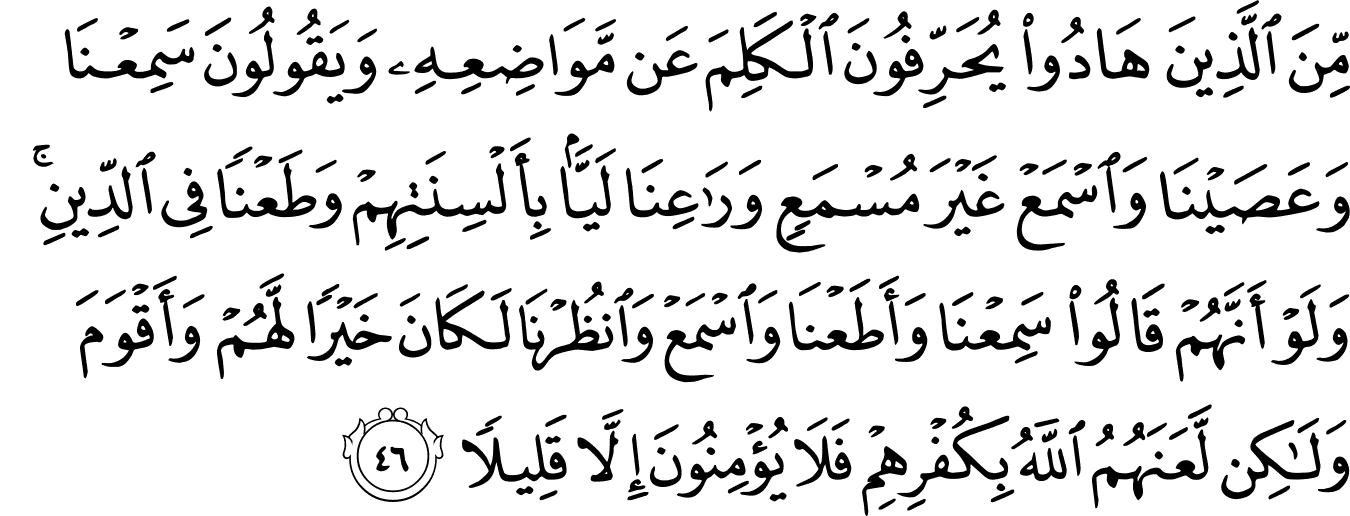 مِّنَ ٱلَّذِينَ هَادُوا۟ يُحَرِّفُونَ ٱلْكَلِمَ عَن مَّوَاضِعِهِۦ وَيَقُولُونَ سَمِعْنَا
وَعَصَيْنَا وَٱسْمَعْ غَيْرَ مُسْمَعٍ وَرَٰعِنَا لَيًّۢا بِأَلْسِنَتِهِمْ وَطَعْنًا فِى ٱلدِّينِ ۚ
وَلَوْ أَنَّهُمْ قَالُوا۟ سَمِعْنَا وَأَطَعْنَا وَٱسْمَعْ وَٱنظُرْنَا لَكَانَ خَيْرًا لَّهُمْ وَأَقْوَمَ
وَلَـٰكِن لَّعَنَهُمُ ٱللَّهُ بِكُفْرِهِمْ فَلَا يُؤْمِنُونَ إِلَّا قَلِيلًا ٤٦